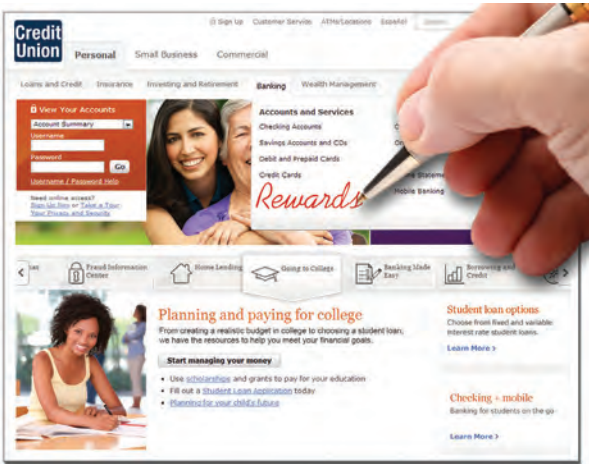 Sign Up Customer Service ATMs/Locations Español
Credit
Union
Personal Small Business Commercial
Loans and Credit Insurance Investing and Retirement Banking Wealth Management
View Your Accounts
Account Summary
Username
Password
Go
Username / Password Help
Need online access?
Sign Up Now or Take a Tour
Your Privacy and Security
Accounts and Services
Checking Accounts
Savings Accounts and CDs
Debit and Prepaid Cards
Credit Cards
Statement
Mobile Banking
Rewards
Fraud Information
Center
Home Lending
Going to College
Banking Made
Easy
Borrowing and
Credit
Planning and paying for college
From creating a realistic budget in college to choosing a student loan,
we have the resources to help you meet your financial goals.
Start managing your money
• Use scholarships and grants to pay for your education
• Fill out a Student Loan Application today
• Planning for your child's future
Student loan options
Choose from fixed and variable
interest rate student loans.
Learn More >
Checking + mobile
Banking for students on the go
Learn More >